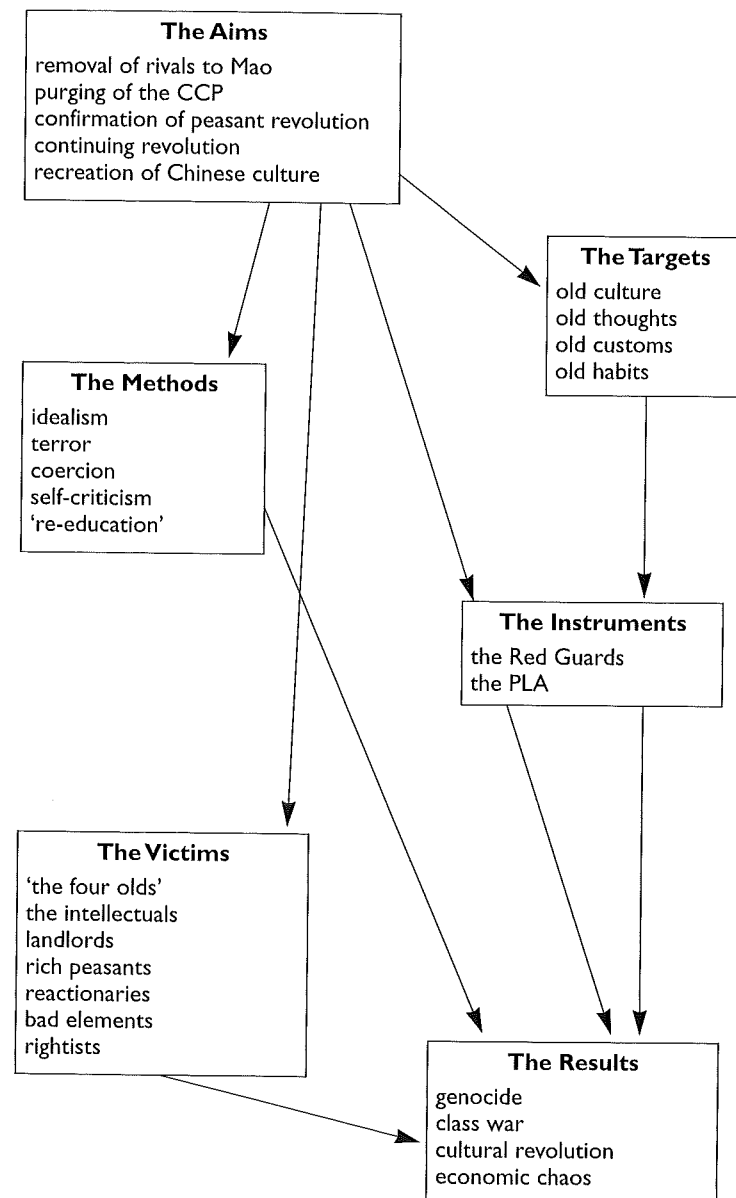 The Aims
removal of rivals to Mao
purging of the CCP
confirmation of peasant revolution
continuing revolution
recreation of Chinese culture
The Targets
old culture
old thoughts
old customs
old habits
The Methods
idealism
terror
coercion
self-criticism
‘re-education’
The Instruments
the Red Guards
the PLA
The Victims
‘the four olds’
the intellectuals
landlords
rich peasants
reactionaries
bad elements
rightists
The Results
genocide
class war
cultural revolution
economic chaos